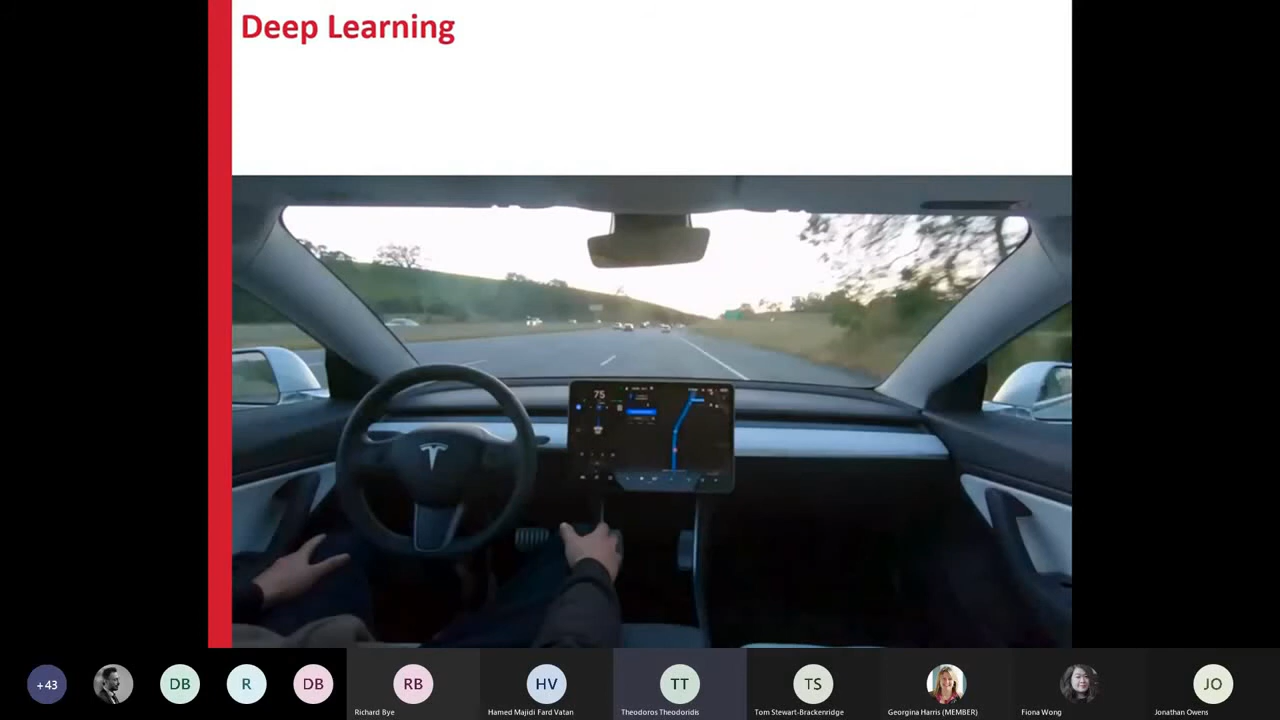 Deep Learning
75
+43
DB
R
DB
RB
HV
TT
TS
JO
Richard Bye
Hamed Majidi Fard Vatan
Theodoros Theodoridis
Tom Stewart-Brackenridge
Georgina Harris (MEMBER)
Fiona Wong
Jonathan Owens